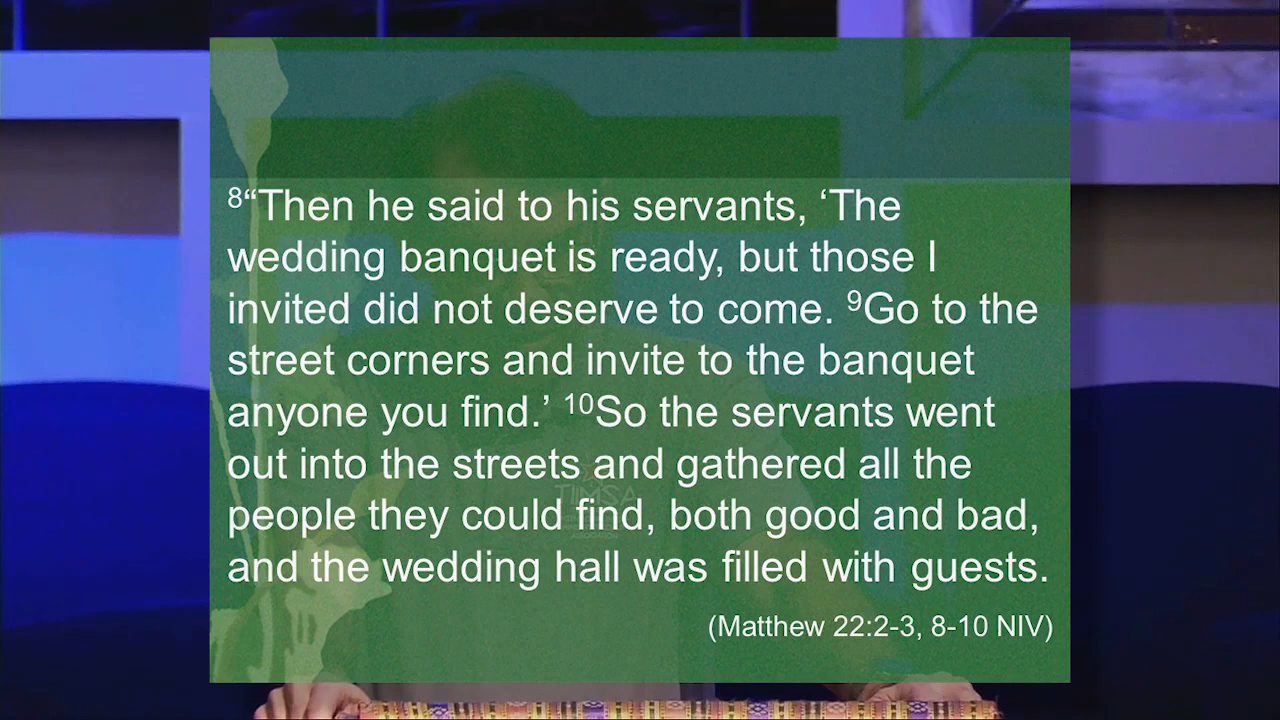 ⁸“Then he said to his servants, ‘The
wedding banquet is ready, but those I
invited did not deserve to come. ⁹Go to the
street corners and invite to the banquet
anyone you find.’ ¹⁰So the servants went
out into the streets and gathered all the
people they could find, both good and bad,
and the wedding hall was filled with guests.
(Matthew 22:2-3, 8-10 NIV)
TIMSA
ASSOCIATION